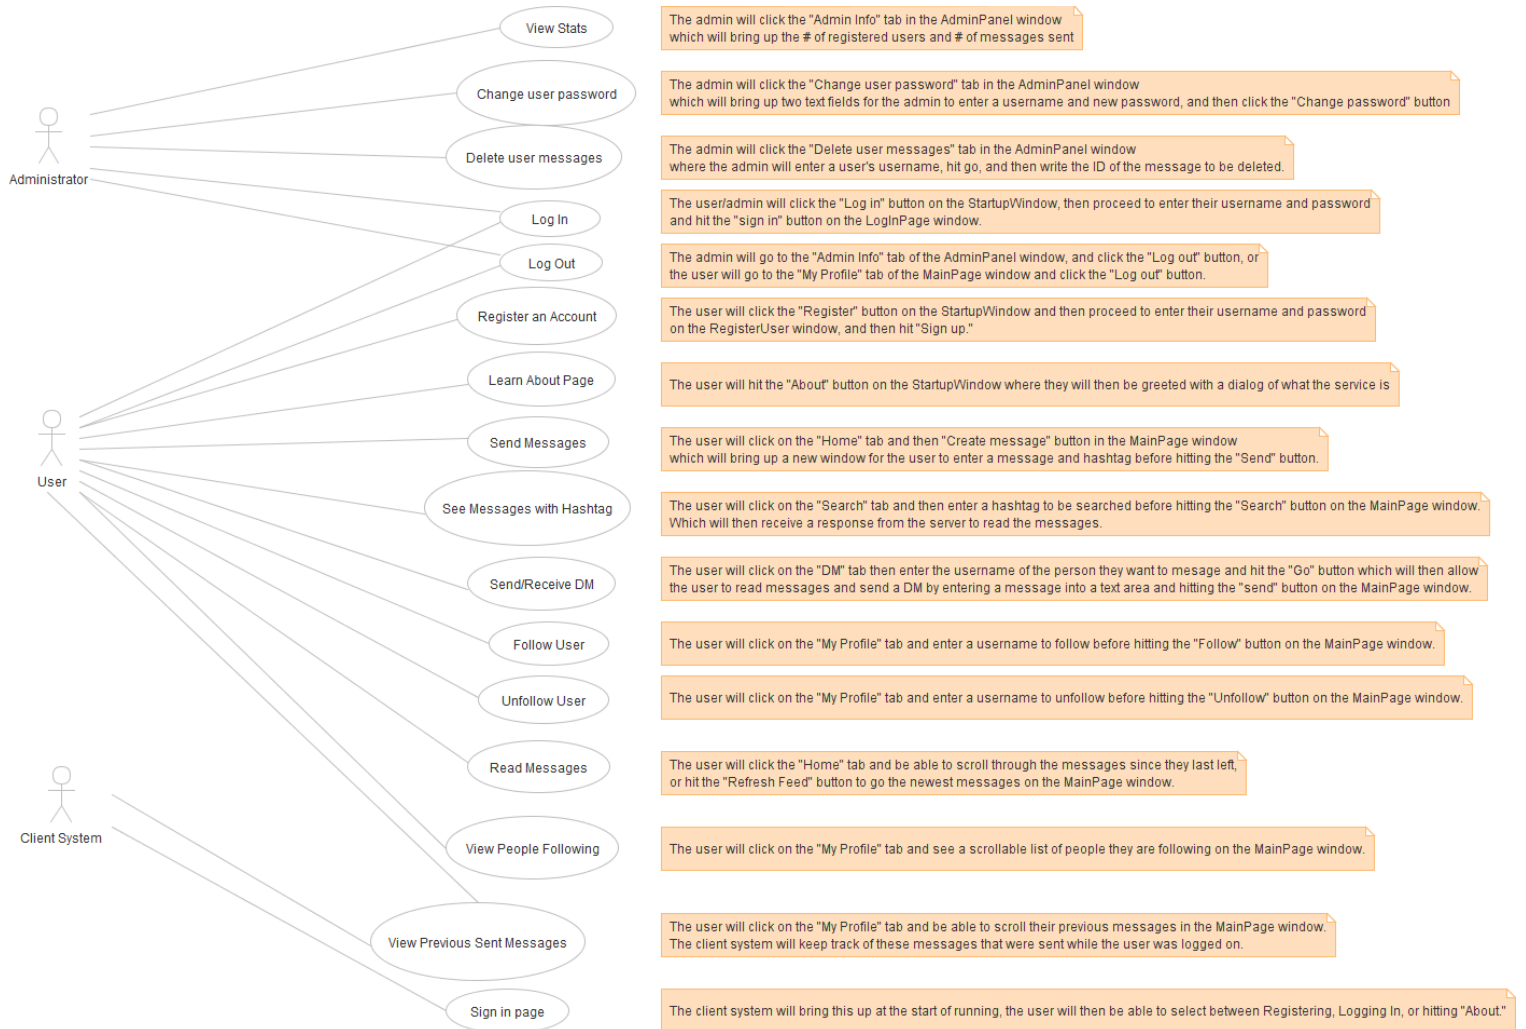 View Stats
The admin will click the "Admin Info" tab in the AdminPanel window
which will bring up the # of registered users and # of messages sent
Change user password
The admin will click the "Change user password" tab in the AdminPanel window
which will bring up two text fields for the admin to enter a username and new password, and then click the "Change password" button
Delete user messages
The admin will click the "Delete user messages" tab in the AdminPanel window
where the admin will enter a user's username, hit go, and then write the ID of the message to be deleted.
Administrator
Log In
The user/admin will click the "Log in" button on the StartupWindow, then proceed to enter their username and password
and hit the "sign in" button on the LogInPage window.
Log Out
The admin will go to the "Admin Info" tab of the AdminPanel window, and click the "Log out" button, or
the user will go to the "My Profile" tab of the MainPage window and click the "Log out" button.
Register an Account
The user will click the "Register" button on the StartupWindow and then proceed to enter their username and password
on the RegisterUser window, and then hit "Sign up."
Learn About Page
The user will hit the "About" button on the StartupWindow where they will then be greeted with a dialog of what the service is
Send Messages
The user will click on the "Home" tab and then "Create message" button in the MainPage window
which will bring up a new window for the user to enter a message and hashtag before hitting the "Send" button.
User
See Messages with Hashtag
The user will click on the "Search" tab and then enter a hashtag to be searched before hitting the "Search" button on the MainPage window.
Which will then receive a response from the server to read the messages.
Send/Receive DM
The user will click on the "DM" tab then enter the username of the person they want to mesage and hit the "Go" button which will then allow
the user to read messages and send a DM by entering a message into a text area and hitting the "send" button on the MainPage window.
Follow User
The user will click on the "My Profile" tab and enter a username to follow before hitting the "Follow" button on the MainPage window.
Unfollow User
The user will click on the "My Profile" tab and enter a username to unfollow before hitting the "Unfollow" button on the MainPage window.
Read Messages
The user will click the "Home" tab and be able to scroll through the messages since they last left,
or hit the "Refresh Feed" button to go the newest messages on the MainPage window.
Client System
View People Following
The user will click on the "My Profile" tab and see a scrollable list of people they are following on the MainPage window.
View Previous Sent Messages
The user will click on the "My Profile" tab and be able to scroll their previous messages in the MainPage window.
The client system will keep track of these messages that were sent while the user was logged on.
Sign in page
The client system will bring this up at the start of running, the user will then be able to select between Registering, Logging In, or hitting "About."